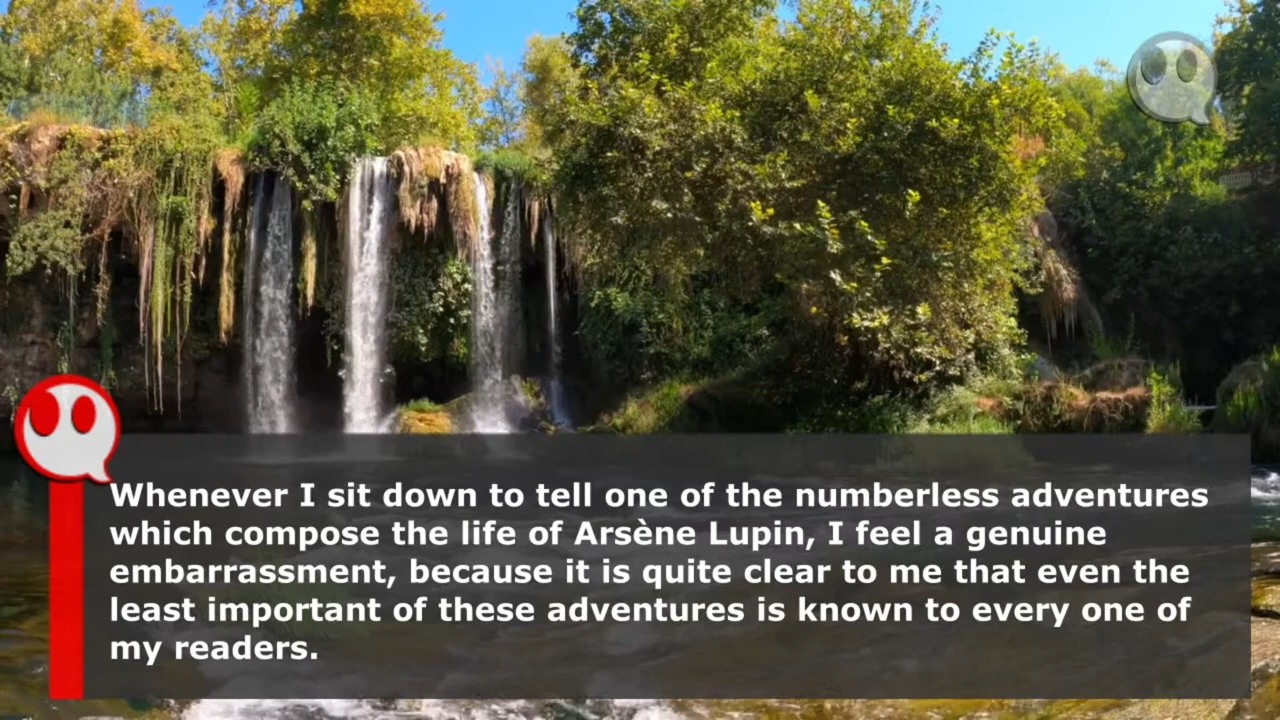 Whenever I sit down to tell one of the numberless adventures
which compose the life of Arsène Lupin, I feel a genuine
embarrassment, because it is quite clear to me that even the
least important of these adventures is known to every one of
my readers.